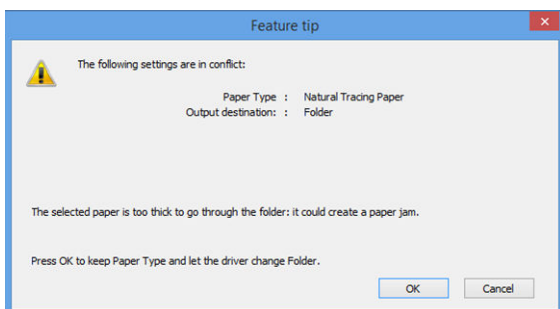 Feature tip
The following settings are in conflict:
Paper Type : Natural Tracing Paper
Output destination: : Folder
The selected paper is too thick to go through the folder: it could create a paper jam.
Press OK to keep Paper Type and let the driver change Folder.
OK Cancel